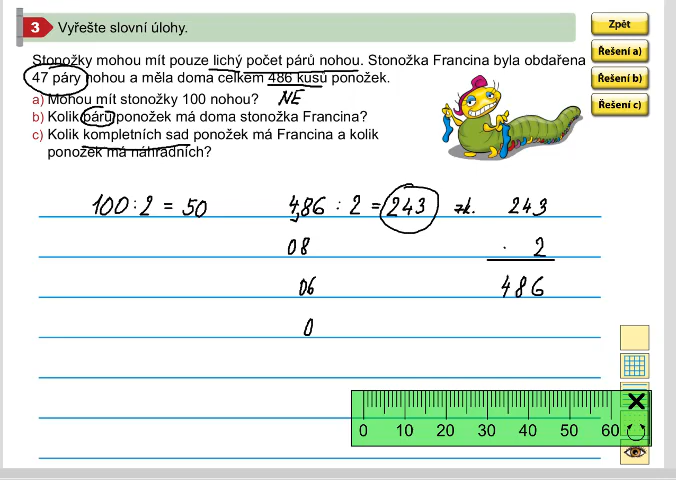 3 Vyřešte slovní úlohy.
Zpět
Řešení a)
Řešení b)
Řešení c)
Stonožky mohou mít pouze lichý počet párů nohou. Stonožka Francina byla obdařena
47 páry nohou a měla doma celkem 486 kusů ponožek.
a) Mohou mít stonožky 100 nohou? NE
b) Kolik párů ponožek má doma stonožka Francina?
c) Kolik kompletních sad ponožek má Francina a kolik
ponožek má náhradních?
100 : 2 = 50 486 : 2 = 243 zk. 243
08 · 2
06 486
0
0 10 20 30 40 50 60